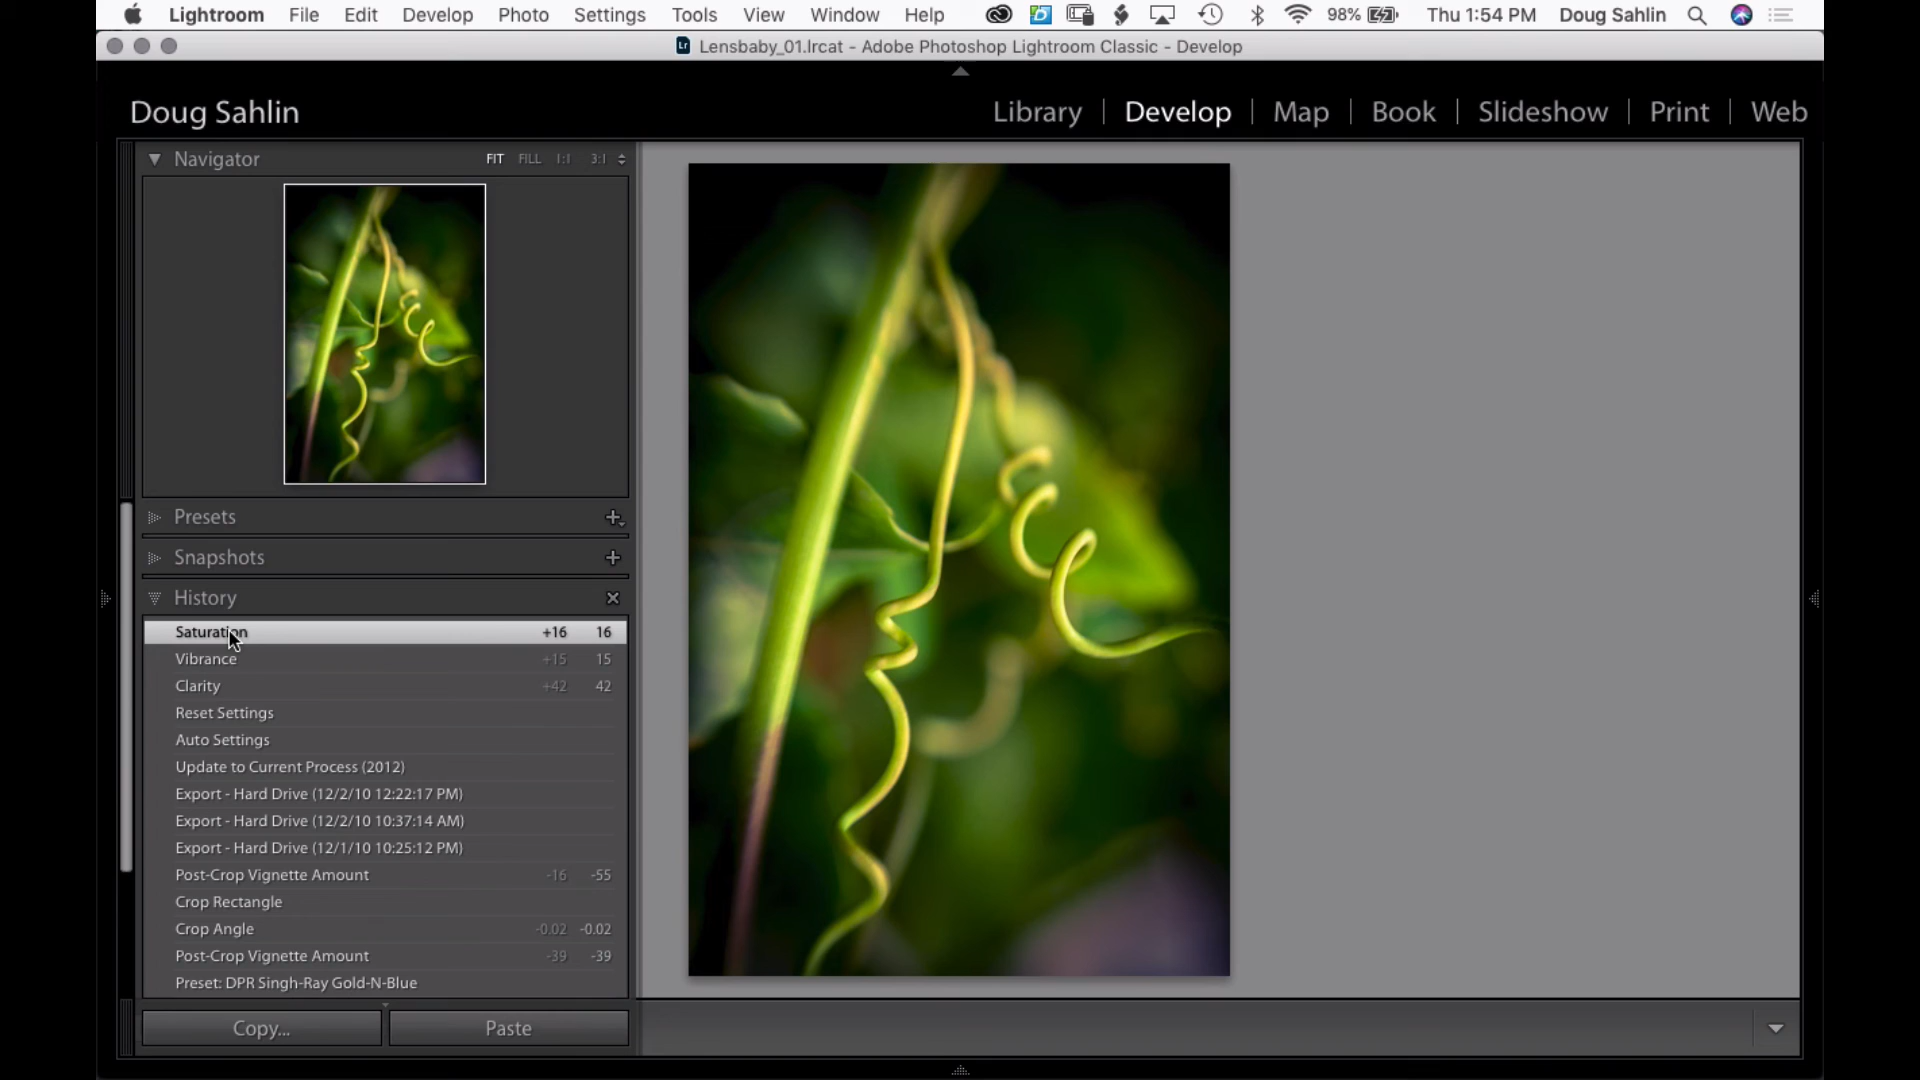 Lightroom File Edit Develop Photo Settings Tools View Window Help 98% Thu 1:54 PM Doug Sahlin
Lensbaby_01.lrcat - Adobe Photoshop Lightroom Classic - Develop
Doug Sahlin Library Develop Map Book Slideshow Print Web
Navigator FIT FILL 1:1 3:1
Presets
Snapshots
History
Saturation +16 16
Vibrance +15 15
Clarity +42 42
Reset Settings
Auto Settings
Update to Current Process (2012)
Export - Hard Drive (12/2/10 12:22:17 PM)
Export - Hard Drive (12/2/10 10:37:14 AM)
Export - Hard Drive (12/1/10 10:25:12 PM)
Post-Crop Vignette Amount -16 -55
Crop Rectangle
Crop Angle -0.02 -0.02
Post-Crop Vignette Amount -39 -39
Preset: DPR Singh-Ray Gold-N-Blue
Copy... Paste